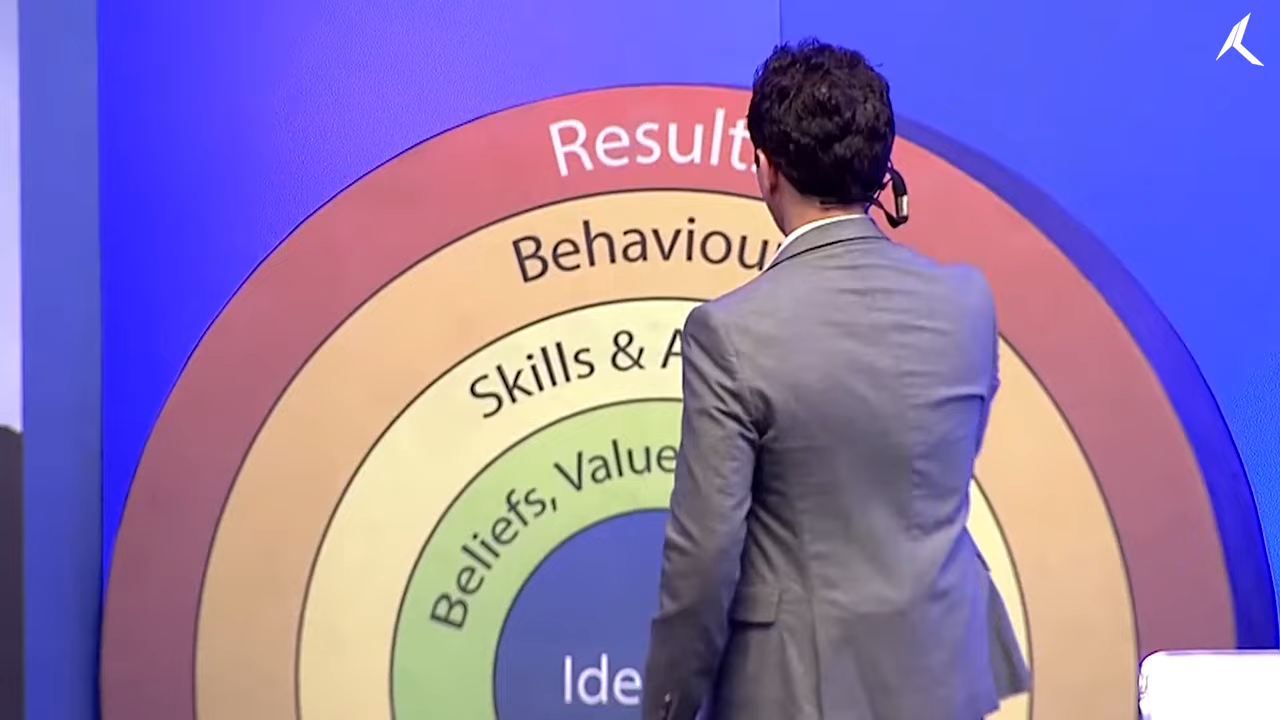 Result
Behaviou
Skills & A
Beliefs, Value
Ide